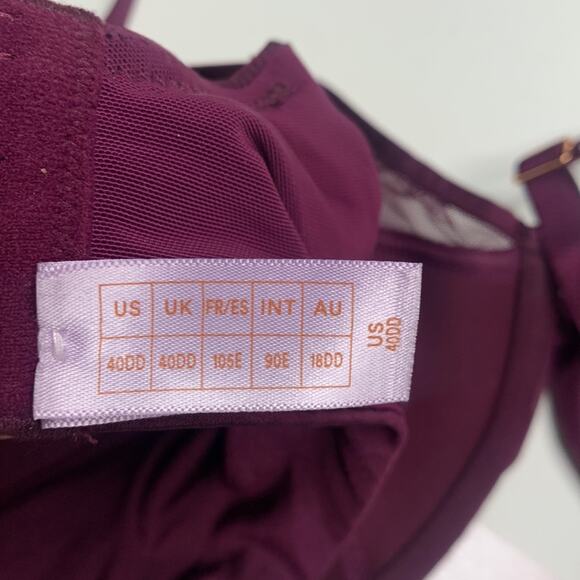 US UK FR/ES INT AU
40DD 40DD 105E 90E 18DD
US
40DD